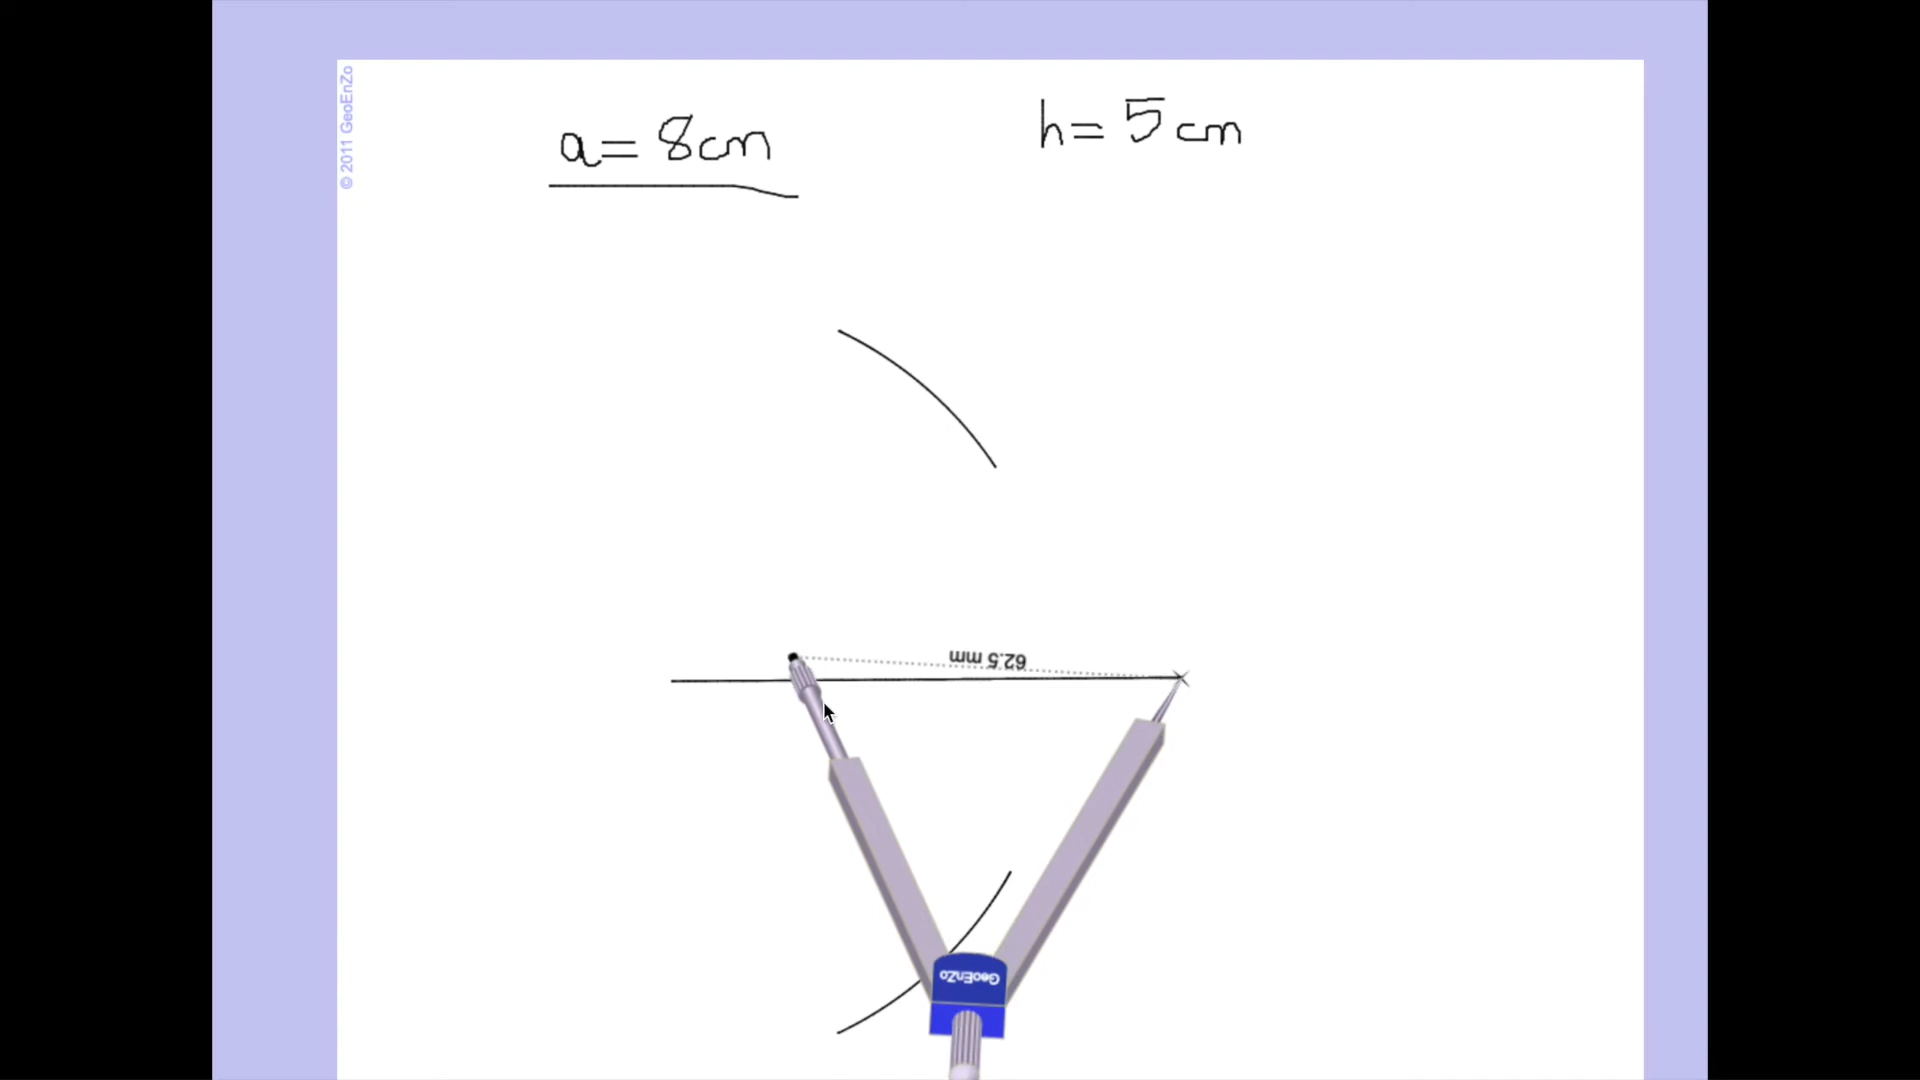 © 2011 GeoEnZo
a = 8cm
h = 5cm
62.5 mm
GeoEnZo